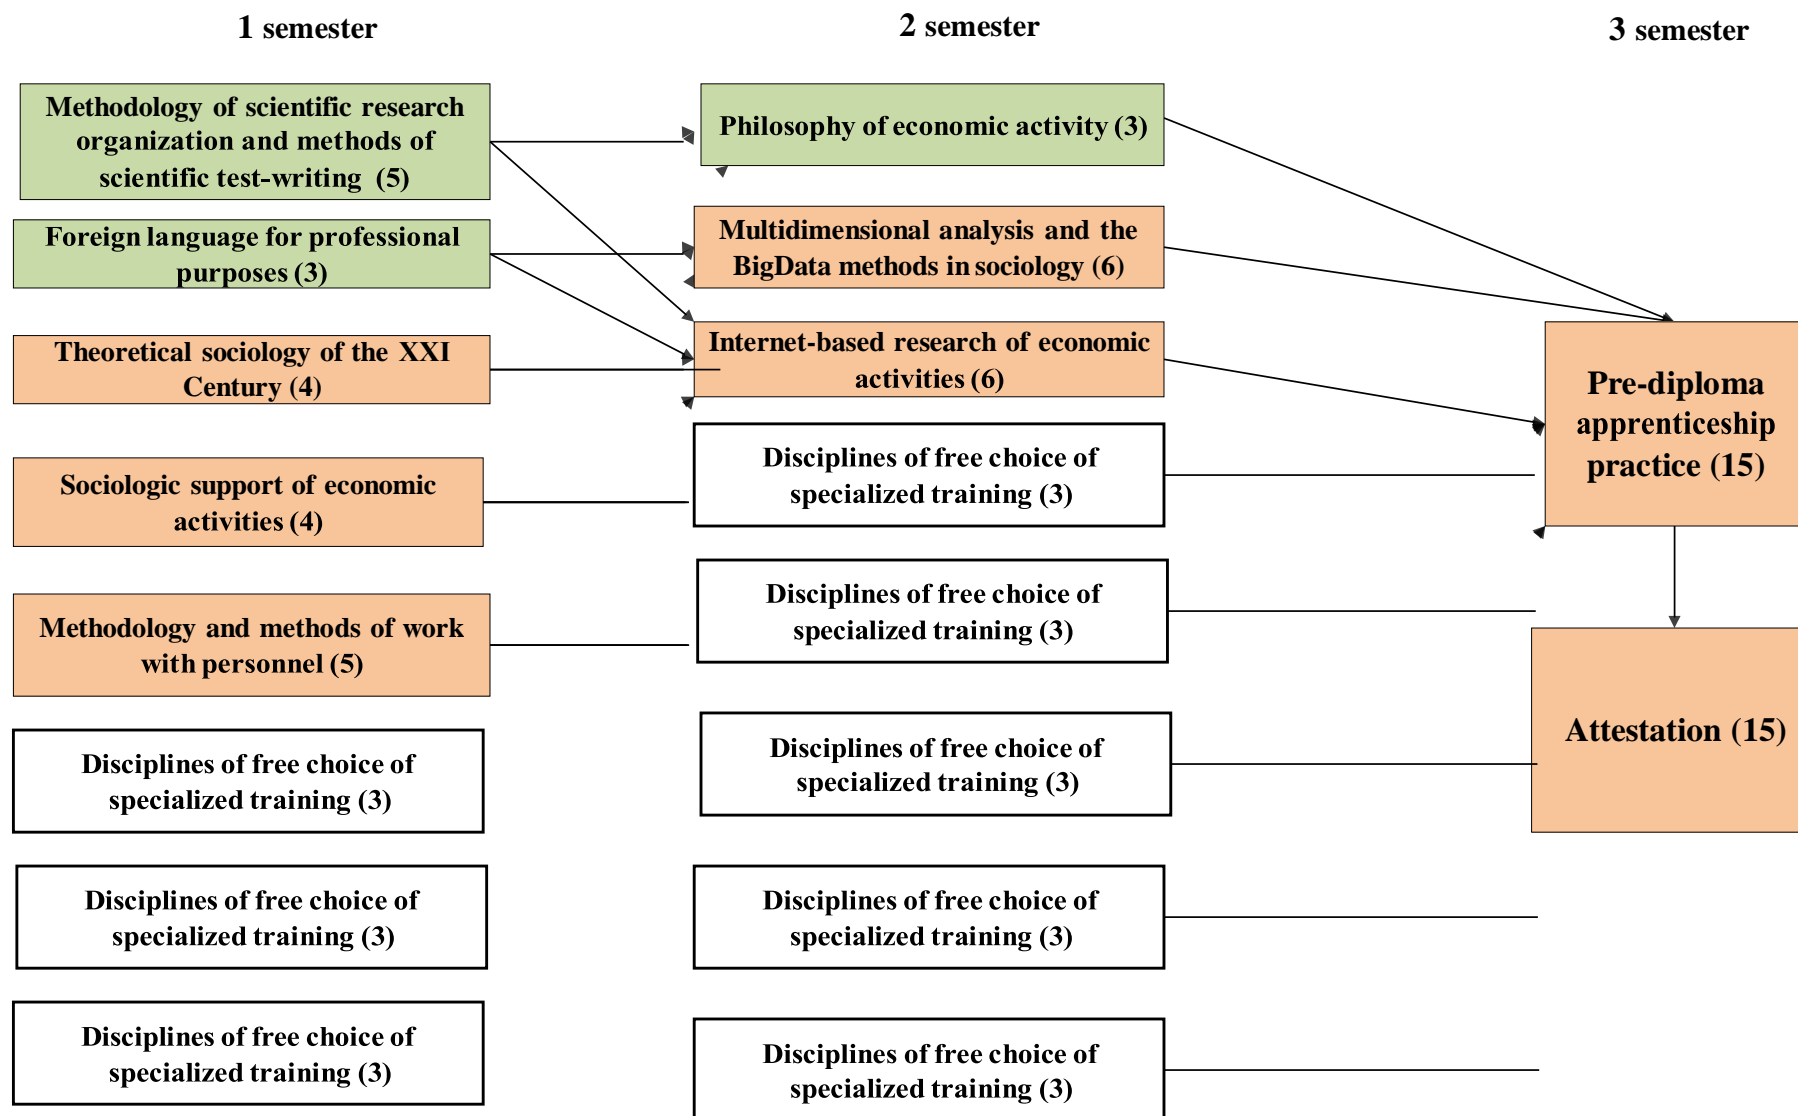 1 semester
2 semester
3 semester
Methodology of scientific research
organization and methods of
scientific test-writing (5)
Foreign language for professional
purposes (3)
Theoretical sociology of the XXI
Century (4)
Sociologic support of economic
activities (4)
Methodology and methods of work
with personnel (5)
Disciplines of free choice of
specialized training (3)
Disciplines of free choice of
specialized training (3)
Disciplines of free choice of
specialized training (3)
Philosophy of economic activity (3)
Multidimensional analysis and the
BigData methods in sociology (6)
Internet-based research of economic
activities (6)
Disciplines of free choice of
specialized training (3)
Disciplines of free choice of
specialized training (3)
Disciplines of free choice of
specialized training (3)
Disciplines of free choice of
specialized training (3)
Disciplines of free choice of
specialized training (3)
Pre-diploma
apprenticeship
practice (15)
Attestation (15)